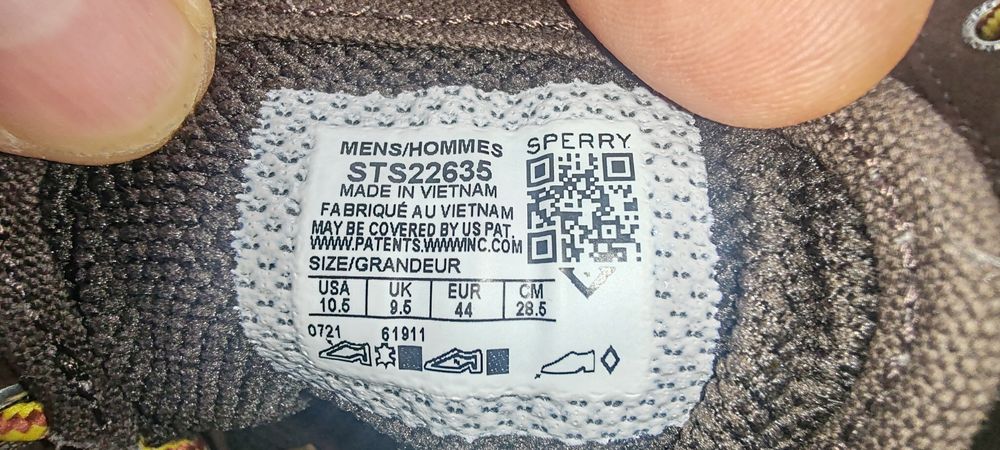 MENS/HOMMES
STS22635
MADE IN VIETNAM
FABRIQUÉ AU VIETNAM
MAY BE COVERED BY US PAT.
WWW.PATENTS.WWWINC.COM
SPERRY
SIZE/GRANDEUR
USA UK EUR CM
10.5 9.5 44 28.5
0721 61911